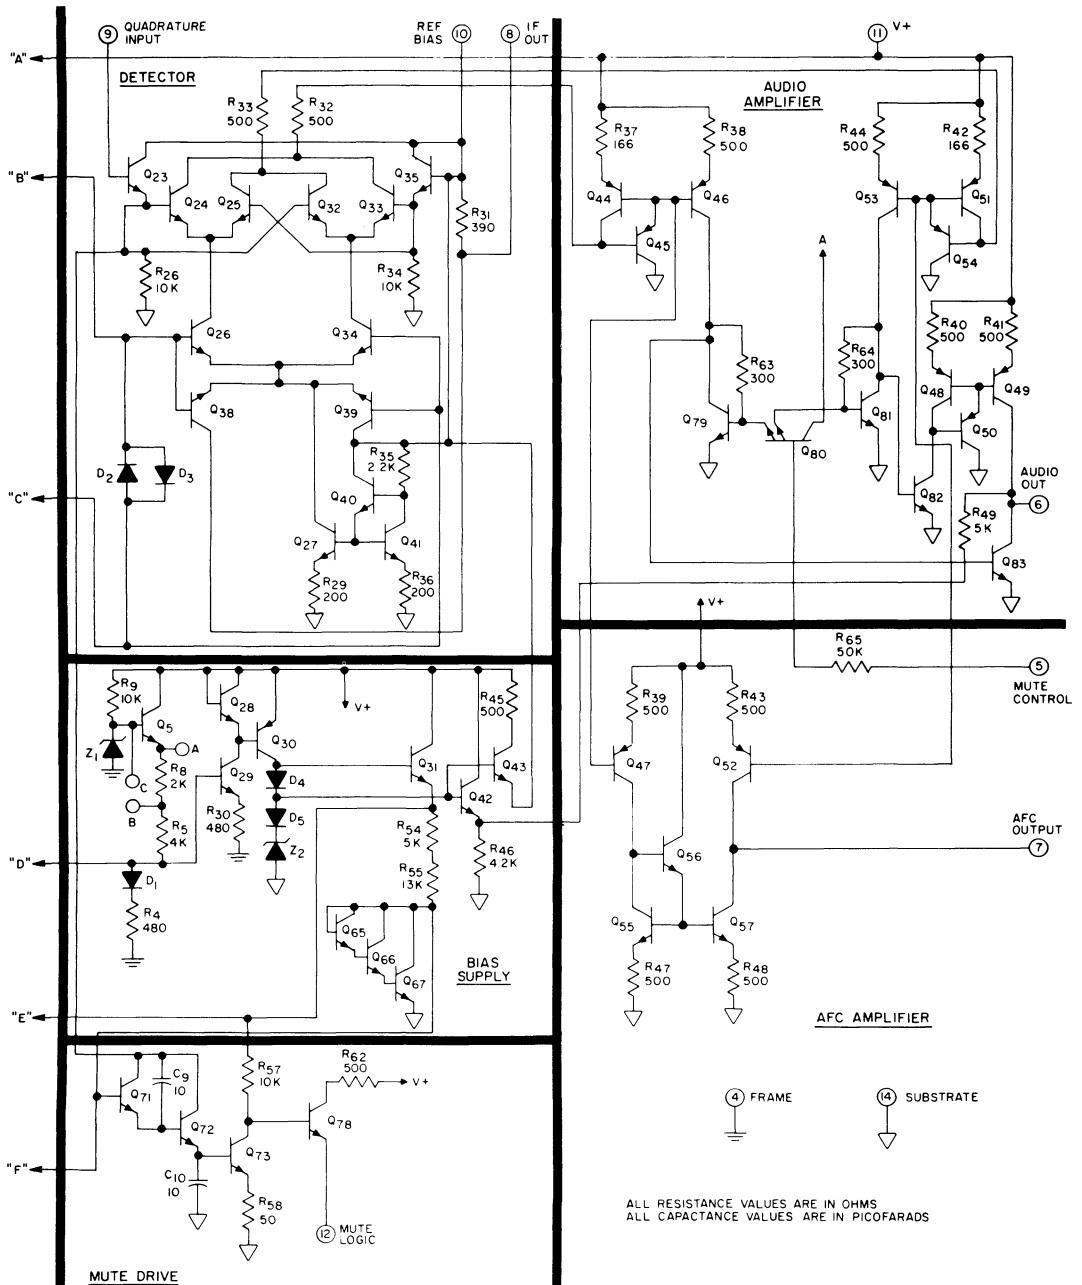 9 QUADRATURE INPUT
REF BIAS 10
8 IF OUT
11 V+
"A"
DETECTOR
AUDIO AMPLIFIER
R33 500
R32 500
R37 166
R38 500
R44 500
R42 166
Q23
Q35
"B"
Q24
Q25
Q32
Q33
R31 390
Q44
Q46
Q53
Q51
Q45
A
Q54
R26 10K
R34 10K
Q26
Q34
R40 500
R41 500
R63 300
R64 300
Q38
Q39
Q48
Q49
Q79
Q81
Q50
Q80
D2
D3
R35 2.2K
AUDIO OUT
6
"C"
Q40
Q82
R49 5K
Q27
Q41
Q83
R29 200
R36 200
V+
R65 50K
5
MUTE CONTROL
R9 10K
Q5
Q28
V+
R45 500
R39 500
R43 500
Z1
A
Q30
C
R8 2K
Q29
D4
Q31
Q43
Q47
Q52
B
R30 480
D5
Q42
R5 4K
R54 5K
AFC OUTPUT
7
"D"
Z2
R46 4.2K
Q56
D1
R55 13K
R4 480
Q65
Q66
Q67
BIAS SUPPLY
Q55
Q57
R47 500
R48 500
"E"
AFC AMPLIFIER
R62 500
V+
C9 10
R57 10K
Q71
Q72
Q78
4 FRAME
14 SUBSTRATE
Q73
"F"
C10 10
R58 50
12 MUTE LOGIC
ALL RESISTANCE VALUES ARE IN OHMS
ALL CAPACTANCE VALUES ARE IN PICOFARADS
MUTE DRIVE